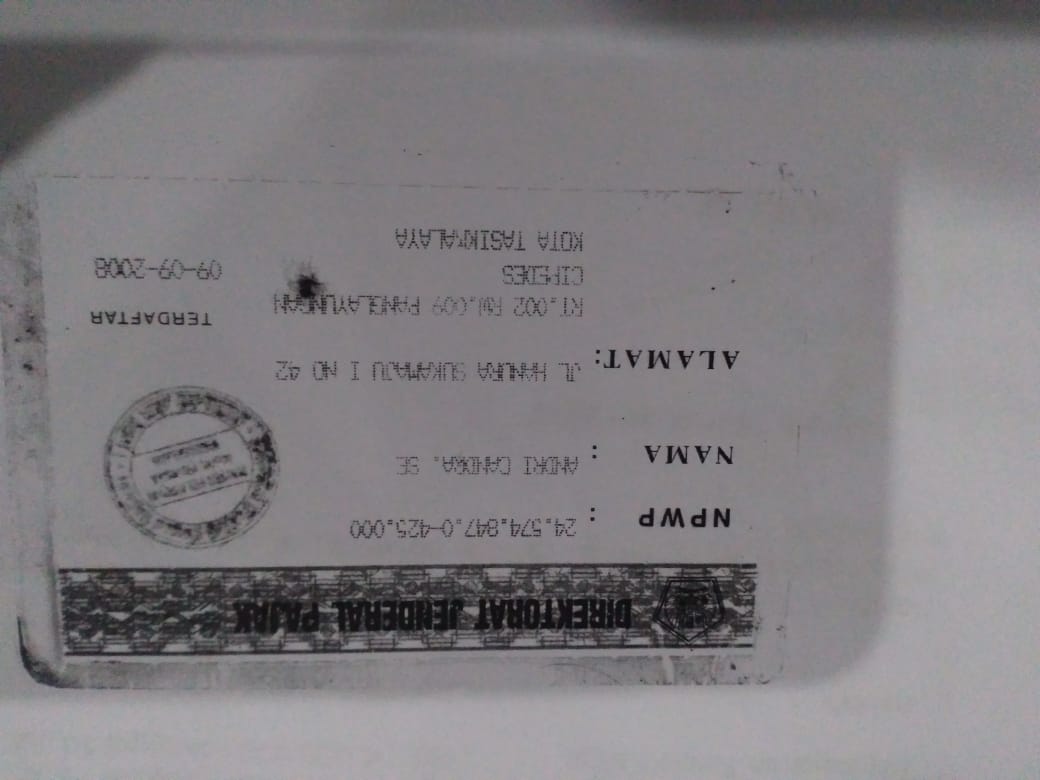 DIREKTORAT JENDERAL PAJAK
NPWP : 24.574.847.0-425.000
NAMA : ANDRI CANDRA. SE
ALAMAT: JL HANURA SUKAMAJU I NO 42
RT.002 RW.009 PANGLAYUNGAN
CIPEDES
KOTA TASIKMALAYA
TERDAFTAR
09-09-2008